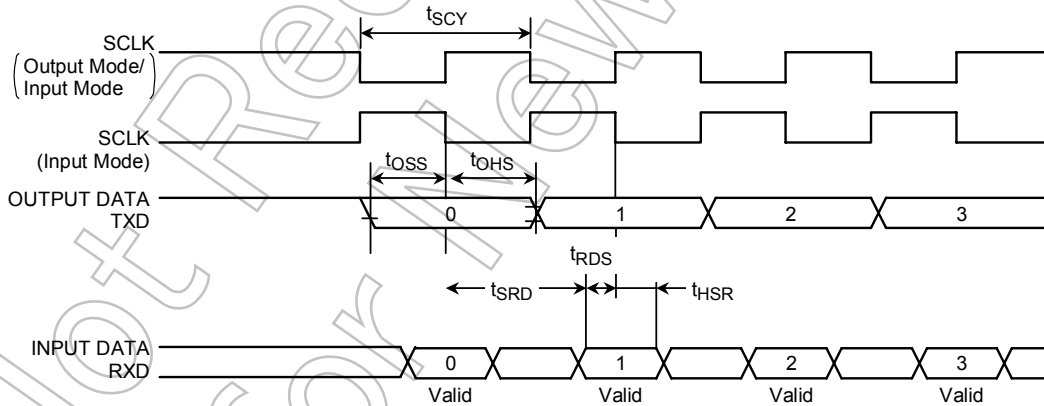 tSCY
SCLK
Output Mode/
Input Mode
SCLK
(Input Mode)
tOSS
tOHS
OUTPUT DATA
TXD
0
1
2
3
tRDS
tSRD
tHSR
INPUT DATA
RXD
0
1
2
3
Valid
Valid
Valid
Valid